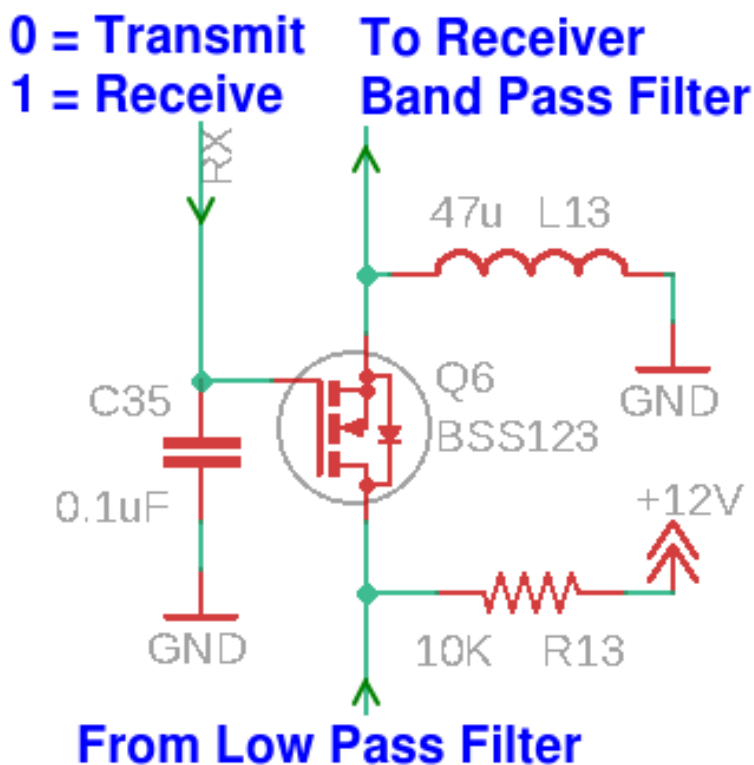 0 = Transmit
1 = Receive
To Receiver
Band Pass Filter
RX
47u L13
C35
Q6
GND
BSS123
0.1uF
+12V
GND
10K R13
From Low Pass Filter